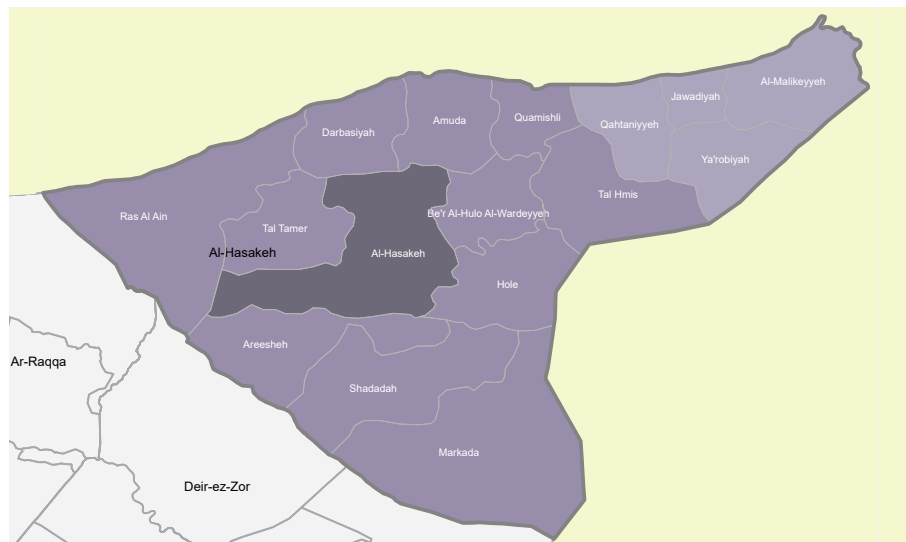 Al-Malikeyyeh
Jawadiyah
Quamishli
Amuda
Qahtaniyyeh
Darbasiyah
Ya'robiyah
Tal Hmis
Be'r Al-Hulo Al-Wardeyyeh
Ras Al Ain
Tal Tamer
Al-Hasakeh
Al-Hasakeh
Hole
Areesheh
Ar-Raqqa
Shadadah
Markada
Deir-ez-Zor